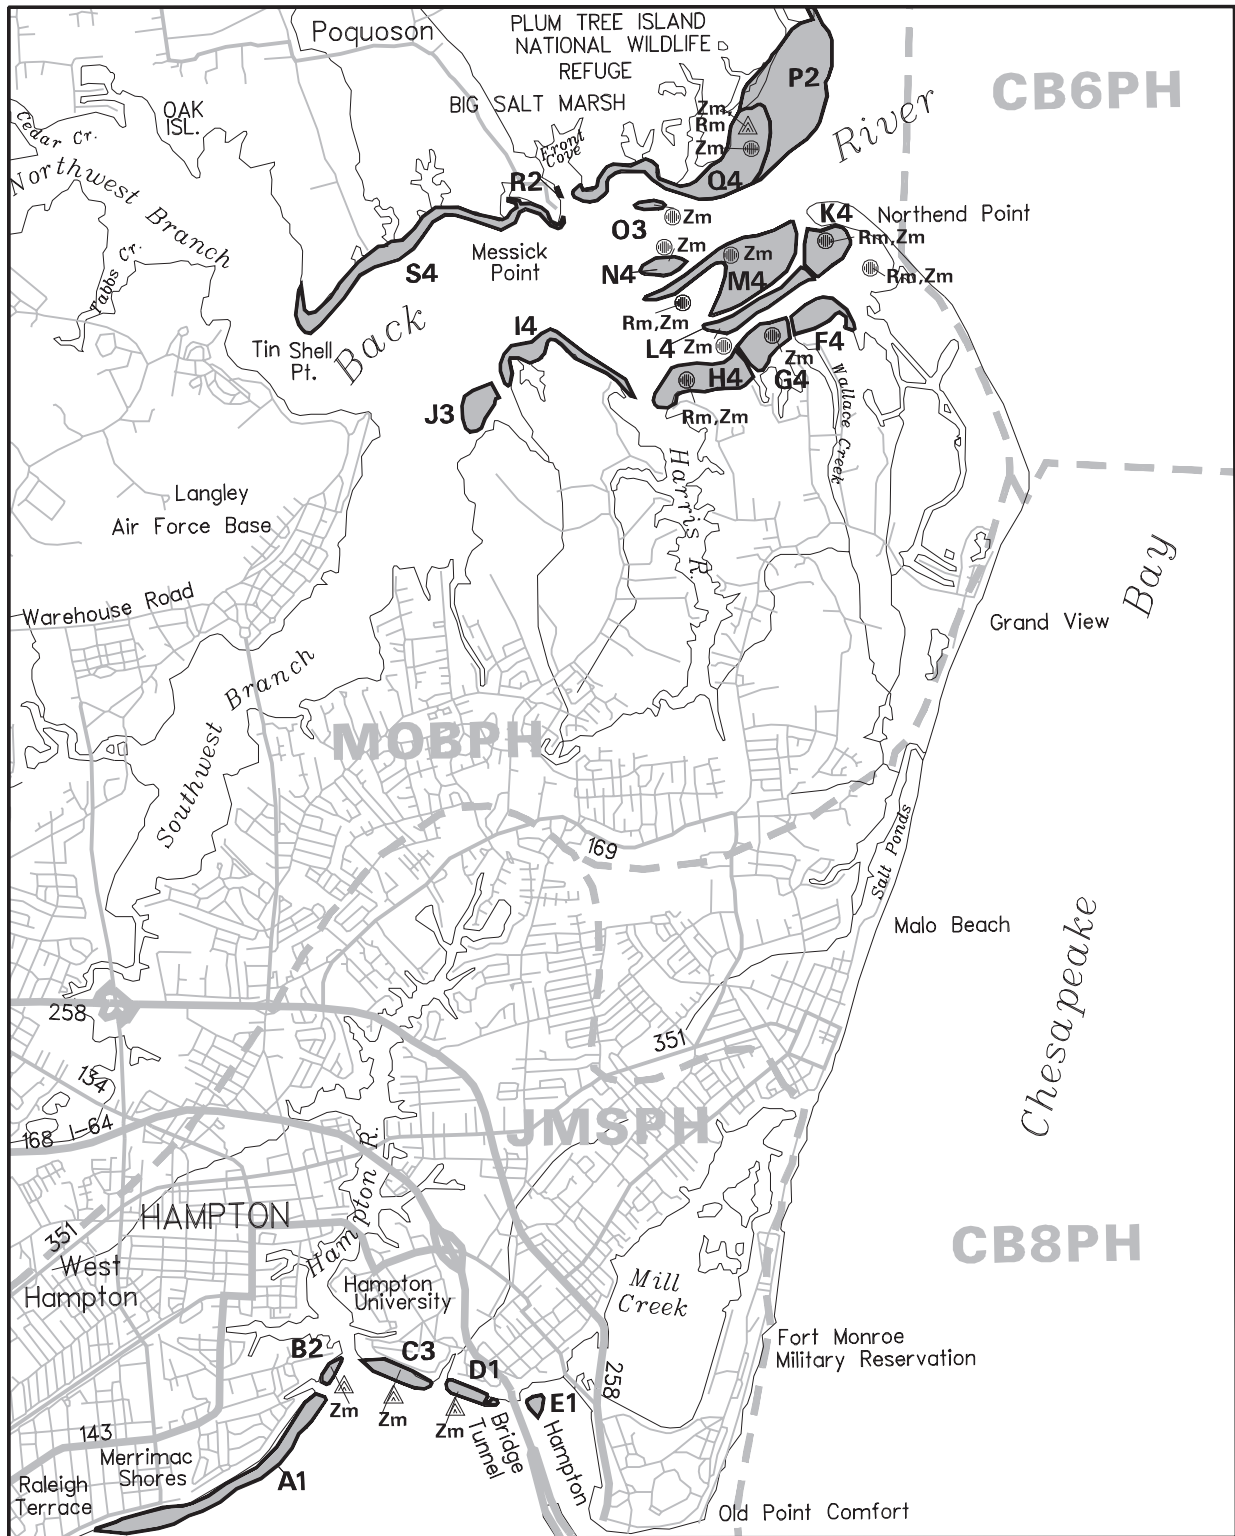 Poquoson
PLUM TREE ISLAND
NATIONAL WILDLIFE
REFUGE
BIG SALT MARSH
P2
CB6PH
OAK
ISL.
Cedar Cr.
Northwest Branch
Tabbs Cr.
Front
Cove
Zm,
Rm
Zm
Q4
River
R2
O3
Zm
K4
Northend Point
Rm,Zm
Rm,Zm
S4
Messick
Point
N4
Zm
Zm
M4
Rm,Zm
Back
Tin Shell
Pt.
I4
L4
Zm
F4
Zm
G4
H4
Rm,Zm
J3
Wallace Creek
Harris R.
Langley
Air Force Base
Warehouse Road
Southwest Branch
Grand View
Bay
MOBPH
169
Salt Ponds
Malo Beach
Chesapeake
258
351
134
168
I-64
JMSPH
Hampton R.
HAMPTON
351
West
Hampton
CB8PH
Hampton
University
Mill
Creek
Fort Monroe
Military Reservation
B2
C3
D1
E1
Zm
Zm
Zm
258
Bridge
Tunnel
Hampton
143
Merrimac
Shores
A1
Raleigh
Terrace
Old Point Comfort